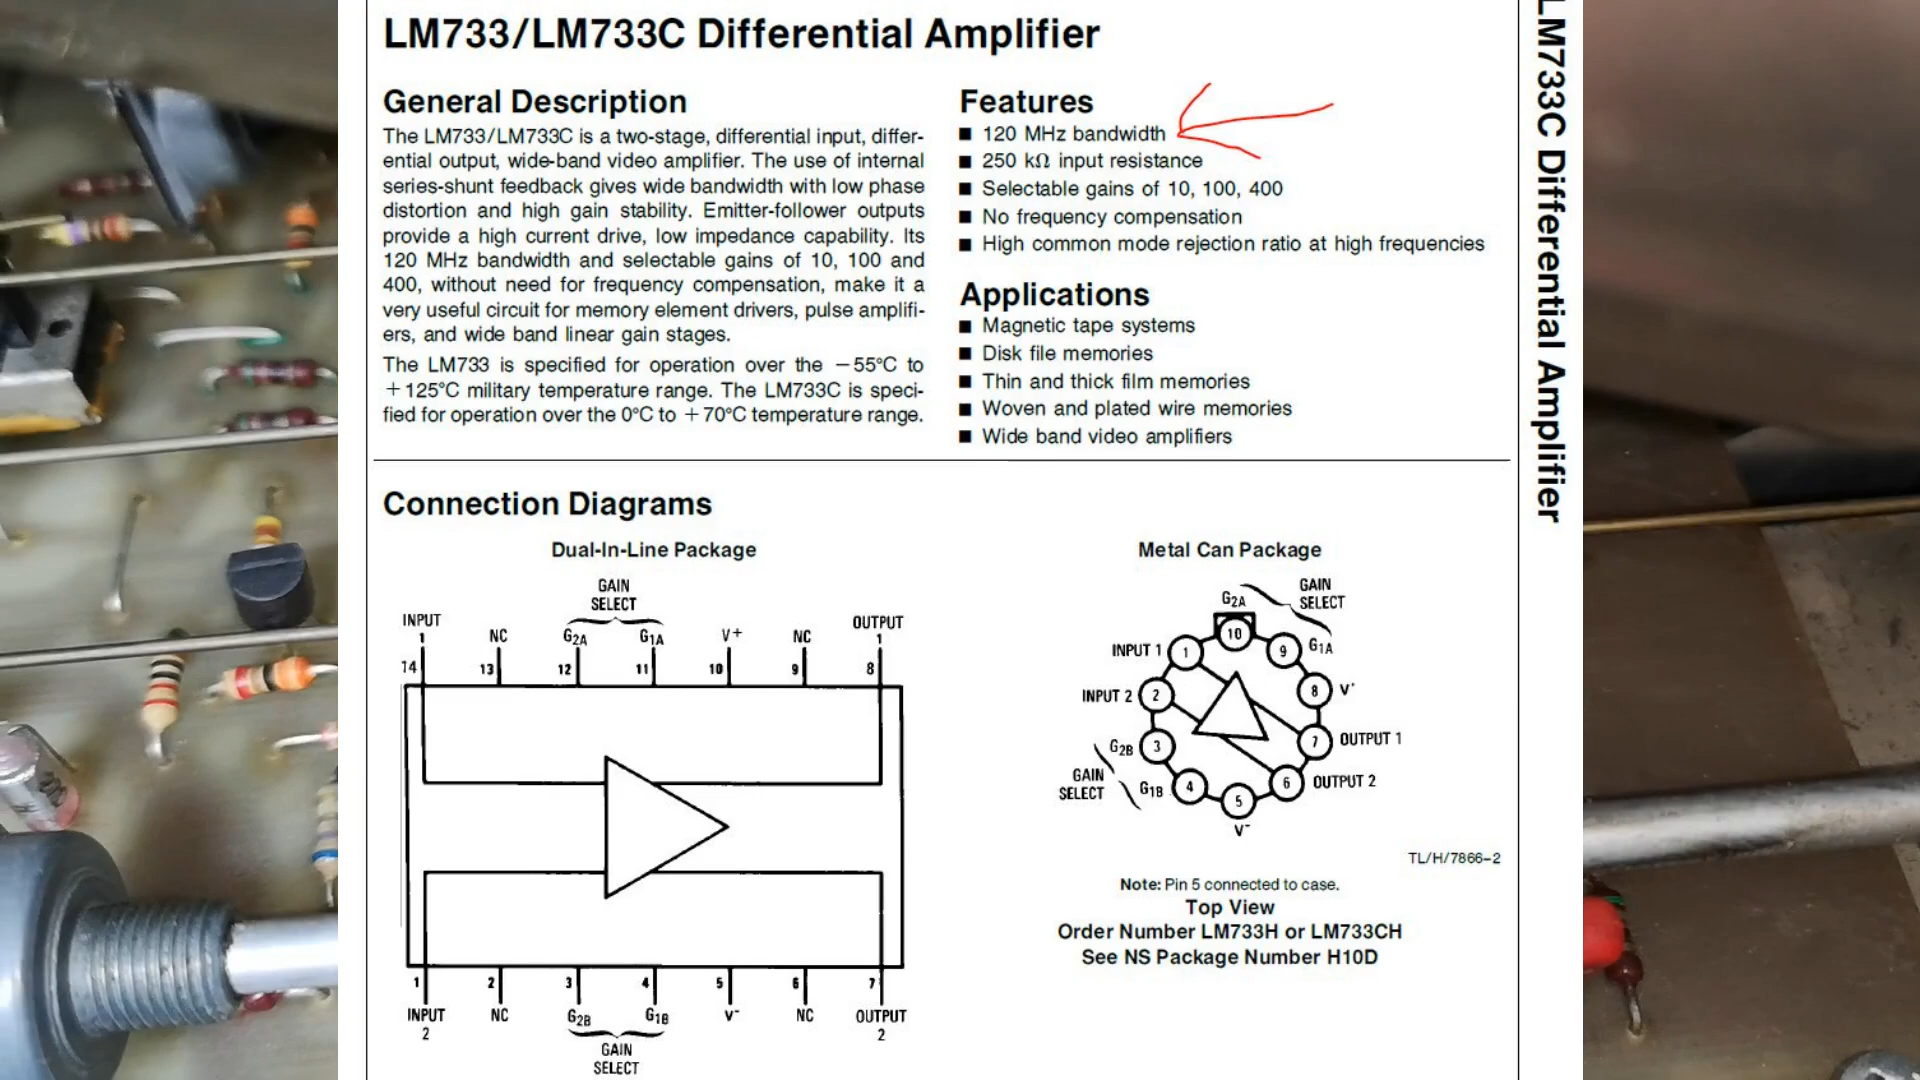 LM733/LM733C Differential Amplifier
General Description
The LM733/LM733C is a two-stage, differential input, differ-
ential output, wide-band video amplifier. The use of internal
series-shunt feedback gives wide bandwidth with low phase
distortion and high gain stability. Emitter-follower outputs
provide a high current drive, low impedance capability. Its
120 MHz bandwidth and selectable gains of 10, 100 and
400, without need for frequency compensation, make it a
very useful circuit for memory element drivers, pulse amplifi-
ers, and wide band linear gain stages.
The LM733 is specified for operation over the −55°C to
+125°C military temperature range. The LM733C is speci-
fied for operation over the 0°C to +70°C temperature range.
Features
■ 120 MHz bandwidth
■ 250 kΩ input resistance
■ Selectable gains of 10, 100, 400
■ No frequency compensation
■ High common mode rejection ratio at high frequencies
Applications
■ Magnetic tape systems
■ Disk file memories
■ Thin and thick film memories
■ Woven and plated wire memories
■ Wide band video amplifiers
LM733C Differential Amplifier
Connection Diagrams
Dual-In-Line Package
GAIN
SELECT
INPUT
1
NC
G2A
G1A
V+
NC
OUTPUT
1
14 13 12 11 10 9 8
1 2 3 4 5 6 7
INPUT
2
NC
G2B
G1B
V-
NC
OUTPUT
2
GAIN
SELECT
Metal Can Package
GAIN
SELECT
G2A
10
INPUT 1 1
9 G1A
INPUT 2 2
8 V+
G2B 3
7 OUTPUT 1
GAIN
SELECT
G1B 4
6 OUTPUT 2
5
V-
TL/H/7866-2
Note: Pin 5 connected to case.
Top View
Order Number LM733H or LM733CH
See NS Package Number H10D